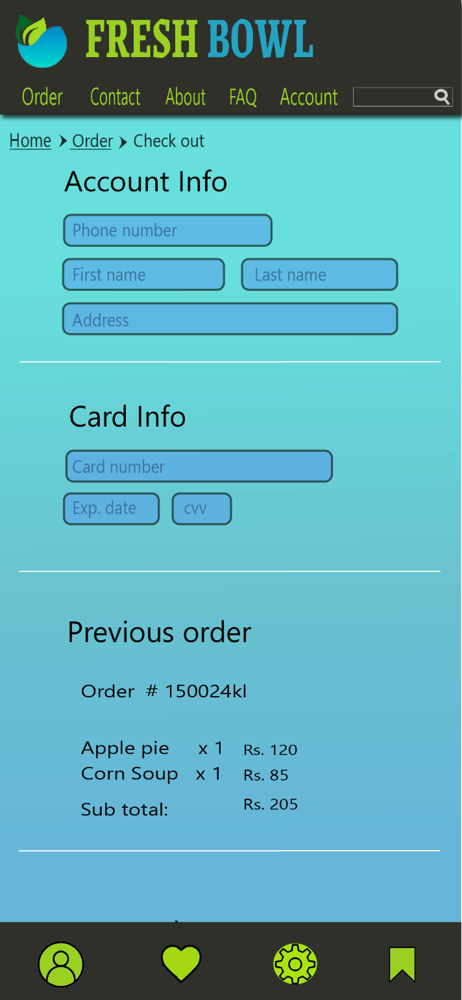 FRESH BOWL
Order Contact About FAQ Account
Home Order Check out
Account Info
Phone number
First name Last name
Address
Card Info
Card number
Exp. date cvv
Previous order
Order # 150024kl
Apple pie x 1 Rs. 120
Corn Soup x 1 Rs. 85
Sub total: Rs. 205